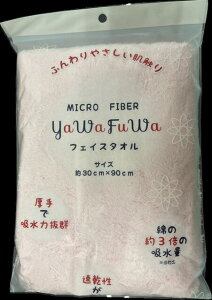 ふんわりやさしい肌触り
MICRO FIBER
YaWaFuWa
フェイスタオル
サイズ
約30cm×90cm
厚手
で
吸水力抜群
綿の
約3倍の
吸水量
速乾性
が